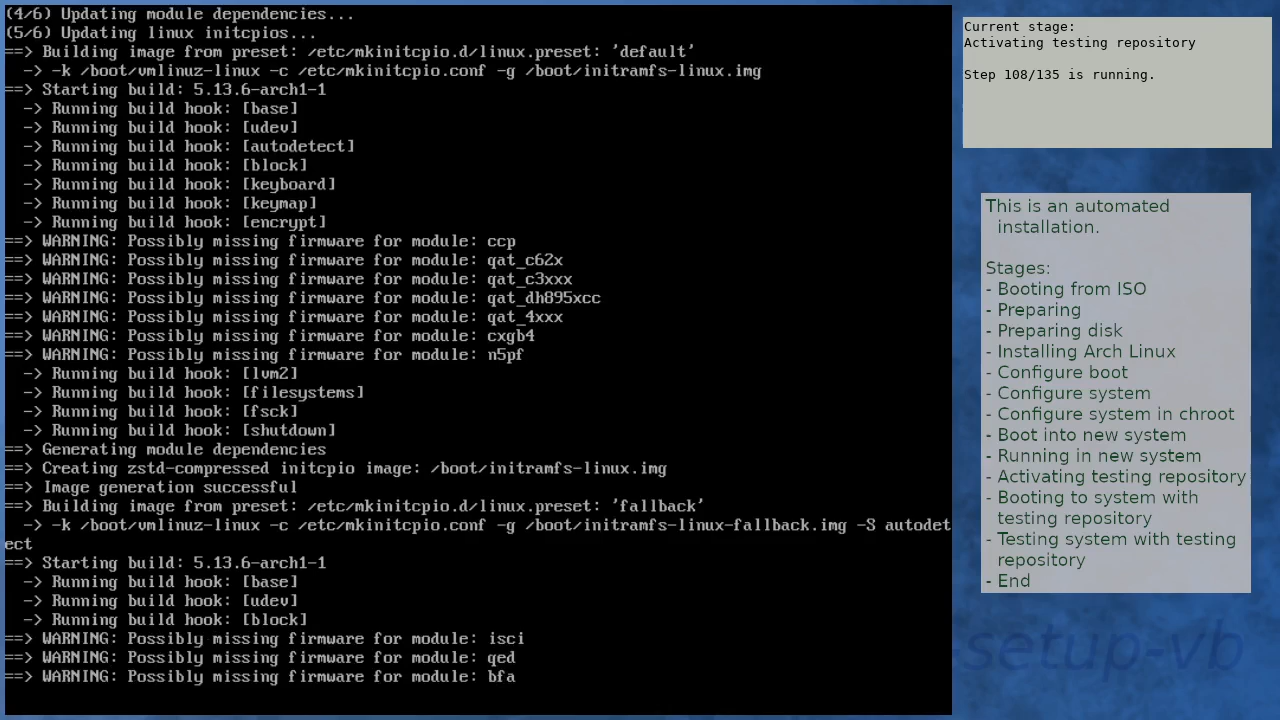 (4/6) Updating module dependencies...
(5/6) Updating linux initcpios...
==> Building image from preset: /etc/mkinitcpio.d/linux.preset: 'default'
  -> -k /boot/vmlinuz-linux -c /etc/mkinitcpio.conf -g /boot/initramfs-linux.img
==> Starting build: 5.13.6-arch1-1
  -> Running build hook: [base]
  -> Running build hook: [udev]
  -> Running build hook: [autodetect]
  -> Running build hook: [block]
  -> Running build hook: [keyboard]
  -> Running build hook: [keymap]
  -> Running build hook: [encrypt]
==> WARNING: Possibly missing firmware for module: ccp
==> WARNING: Possibly missing firmware for module: qat_c62x
==> WARNING: Possibly missing firmware for module: qat_c3xxx
==> WARNING: Possibly missing firmware for module: qat_dh895xcc
==> WARNING: Possibly missing firmware for module: qat_4xxx
==> WARNING: Possibly missing firmware for module: cxgb4
==> WARNING: Possibly missing firmware for module: n5pf
  -> Running build hook: [lvm2]
  -> Running build hook: [filesystems]
  -> Running build hook: [fsck]
  -> Running build hook: [shutdown]
==> Generating module dependencies
==> Creating zstd-compressed initcpio image: /boot/initramfs-linux.img
==> Image generation successful
==> Building image from preset: /etc/mkinitcpio.d/linux.preset: 'fallback'
  -> -k /boot/vmlinuz-linux -c /etc/mkinitcpio.conf -g /boot/initramfs-linux-fallback.img -S autodet
ect
==> Starting build: 5.13.6-arch1-1
  -> Running build hook: [base]
  -> Running build hook: [udev]
  -> Running build hook: [block]
==> WARNING: Possibly missing firmware for module: isci
==> WARNING: Possibly missing firmware for module: qed
==> WARNING: Possibly missing firmware for module: bfa
Current stage:
Activating testing repository
Step 108/135 is running.
This is an automated
installation.
Stages:
- Booting from ISO
- Preparing
- Preparing disk
- Installing Arch Linux
- Configure boot
- Configure system
- Configure system in chroot
- Boot into new system
- Running in new system
- Activating testing repository
- Booting to system with
testing repository
- Testing system with testing
repository
- End
-setup-vb